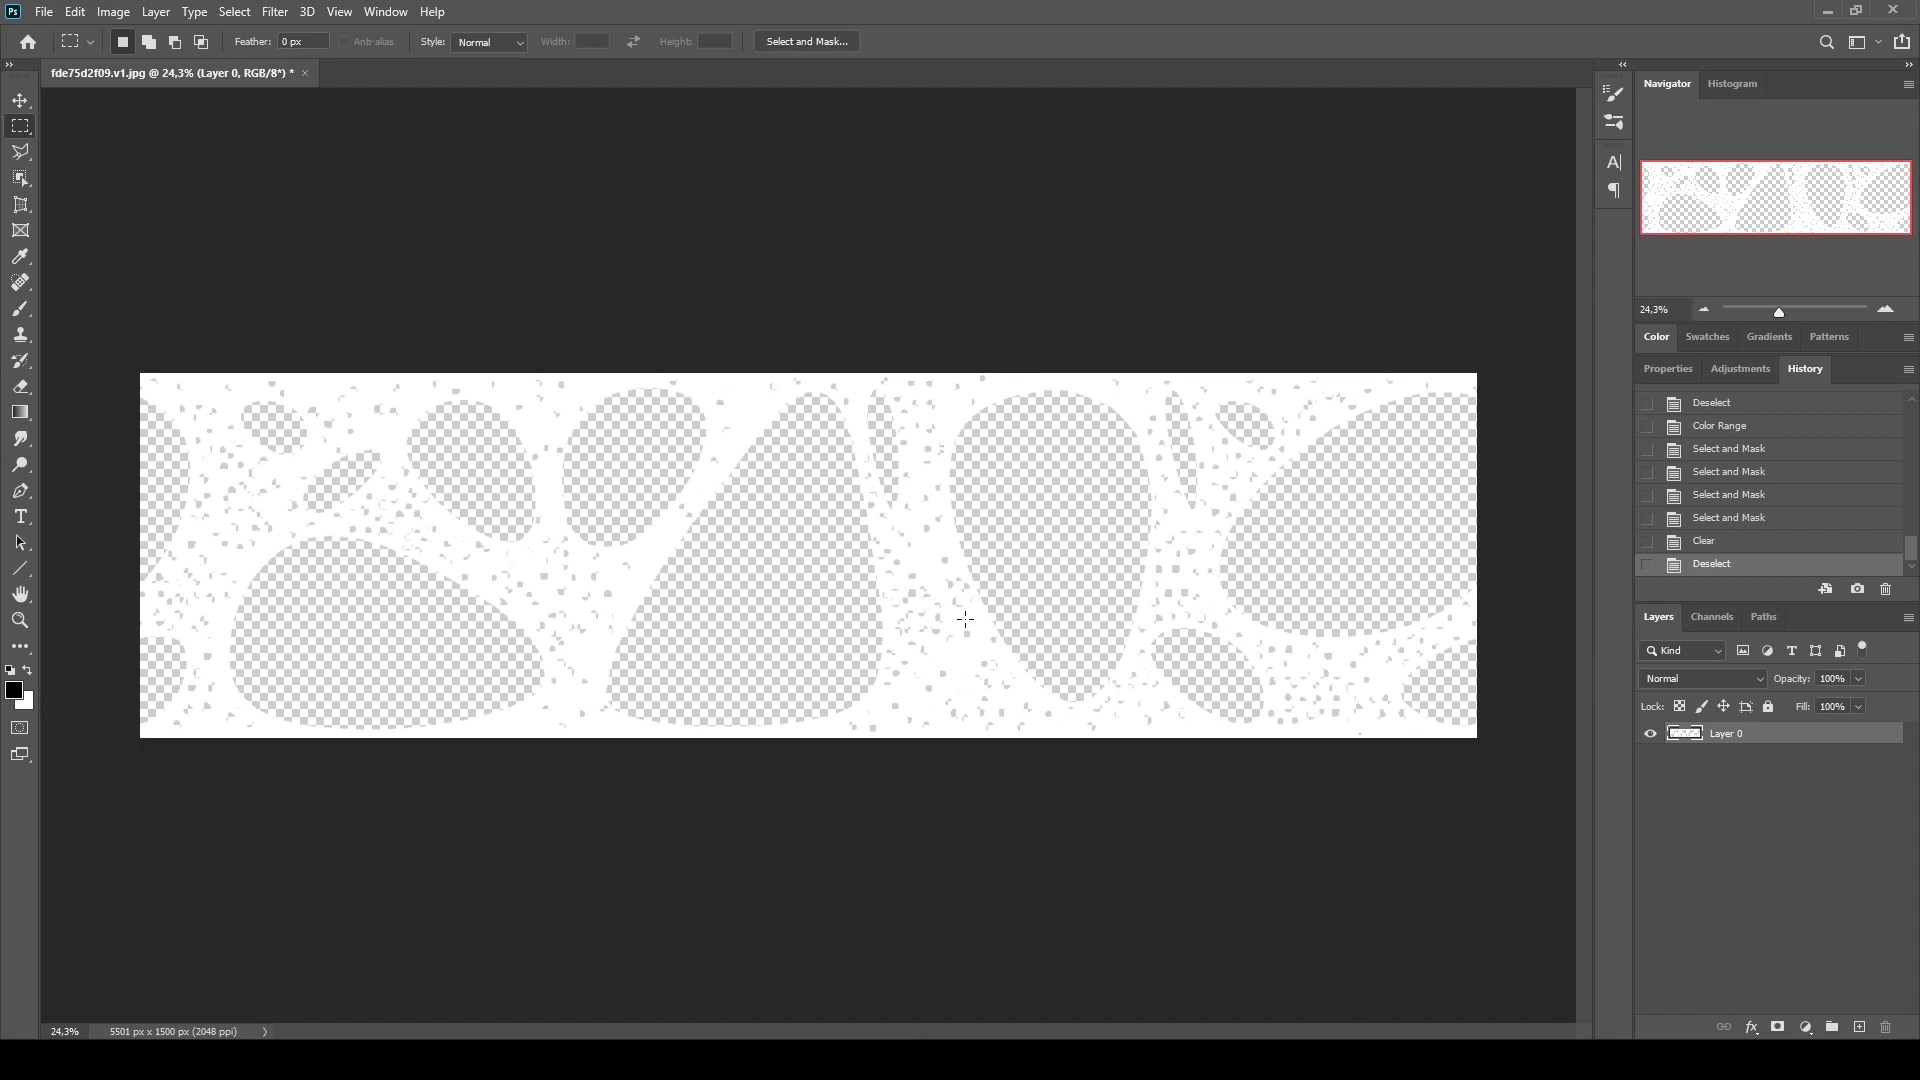 Ps File Edit Image Layer Type Select Filter 3D View Window Help
Feather: 0 px Anti-alias Style: Normal Width: Height: Select and Mask...
fde75d2f09.v1.jpg @ 24,3% (Layer 0, RGB/8*) * ×
Navigator Histogram
24,3%
Color Swatches Gradients Patterns
Properties Adjustments History
Deselect
Color Range
Select and Mask
Select and Mask
Select and Mask
Select and Mask
Clear
Deselect
Layers Channels Paths
Kind
Normal Opacity: 100%
Lock: Fill: 100%
Layer 0
24,3% 5501 px x 1500 px (2048 ppi)